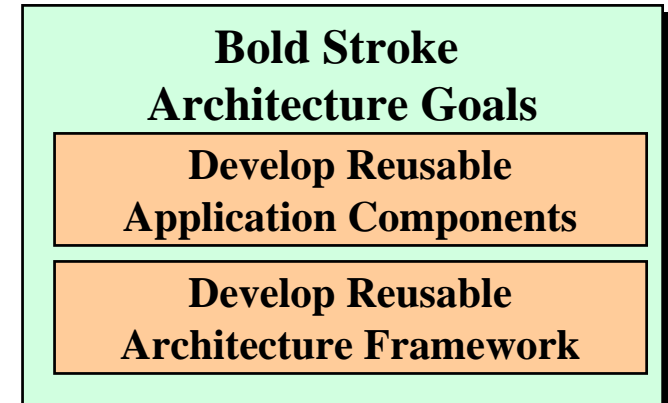 Bold Stroke
Architecture Goals
Develop Reusable
Application Components
Develop Reusable
Architecture Framework